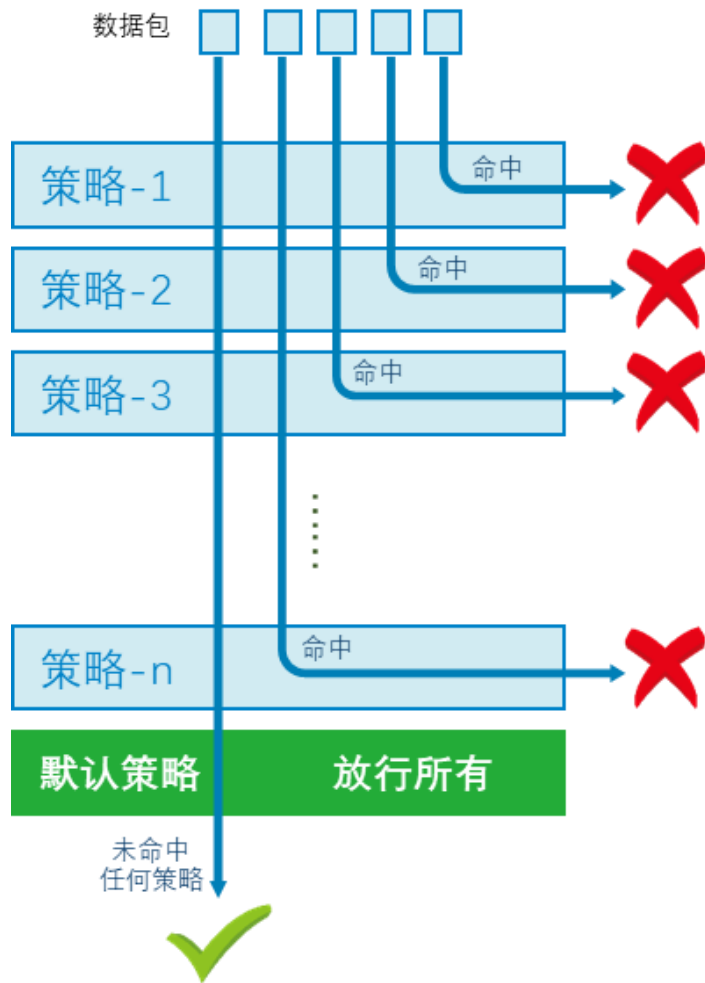 数据包
命中
策略-1
命中
策略-2
命中
策略-3
命中
策略-n
默认策略 放行所有
未命中
任何策略